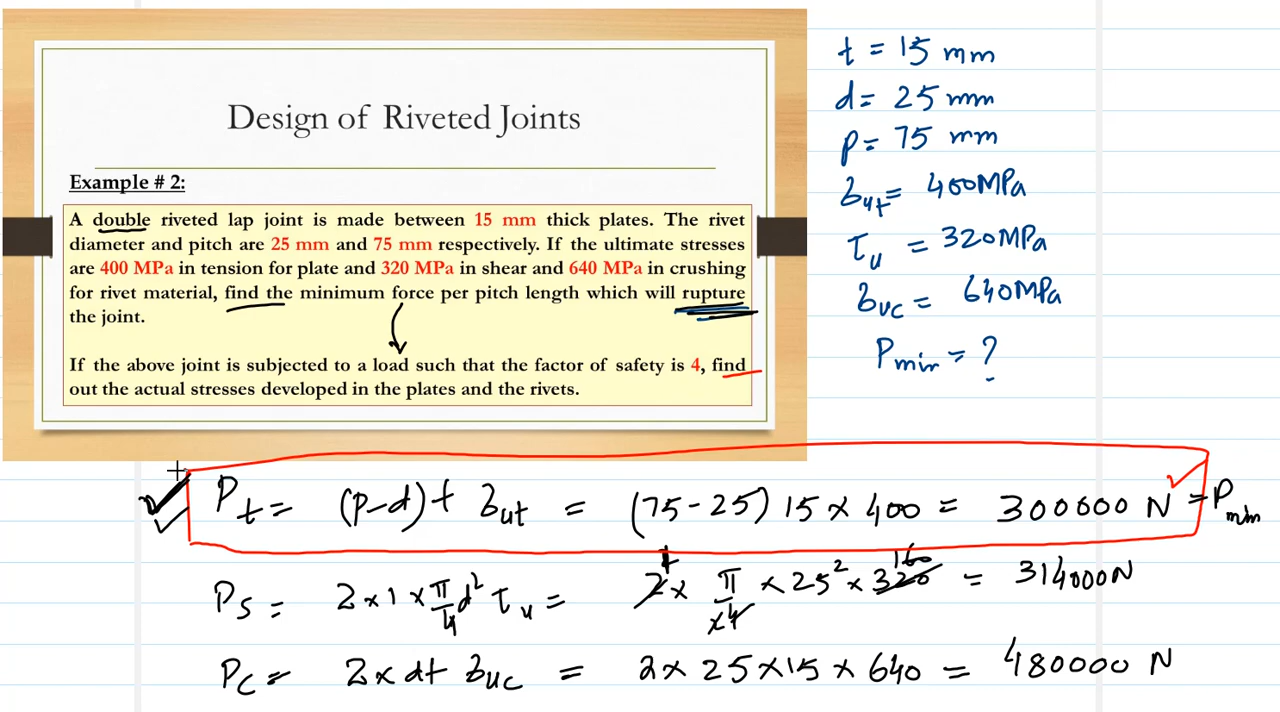 Design of Riveted Joints
Example # 2:
A double riveted lap joint is made between 15 mm thick plates. The rivet
diameter and pitch are 25 mm and 75 mm respectively. If the ultimate stresses
are 400 MPa in tension for plate and 320 MPa in shear and 640 MPa in crushing
for rivet material, find the minimum force per pitch length which will rupture
the joint.
If the above joint is subjected to a load such that the factor of safety is 4, find
out the actual stresses developed in the plates and the rivets.
t = 15 mm
d = 25 mm
p = 75 mm
σut = 400MPa
τu = 320MPa
σuc = 640MPa
Pmin = ?
Pt = (p-d) t σut = (75-25) 15 x 400 = 300000 N = Pmin
Ps = 2 x 1 x π/4 d² τu = 2 x π/4 x 25² x 320 160 = 314000N
Pc = 2 x dt σuc = 2 x 25 x 15 x 640 = 480000 N